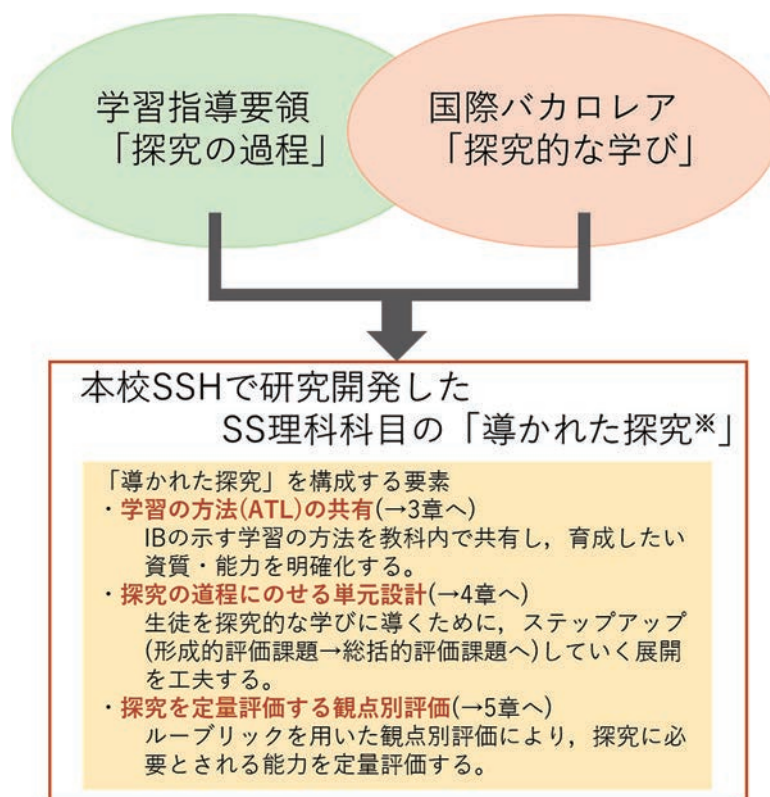 学習指導要領
「探究の過程」
国際バカロレア
「探究的な学び」
本校SSHで研究開発した
SS理科科目の「導かれた探究※」
「導かれた探究」を構成する要素
・学習の方法(ATL)の共有(→3章へ)
IBの示す学習の方法を教科内で共有し，育成したい
資質・能力を明確化する。
・探究の道程にのせる単元設計(→4章へ)
生徒を探究的な学びに導くために，ステップアップ
(形成的評価課題→総括的評価課題へ)していく展開
を工夫する。
・探究を定量評価する観点別評価(→5章へ)
ルーブリックを用いた観点別評価により，探究に必
要とされる能力を定量評価する。